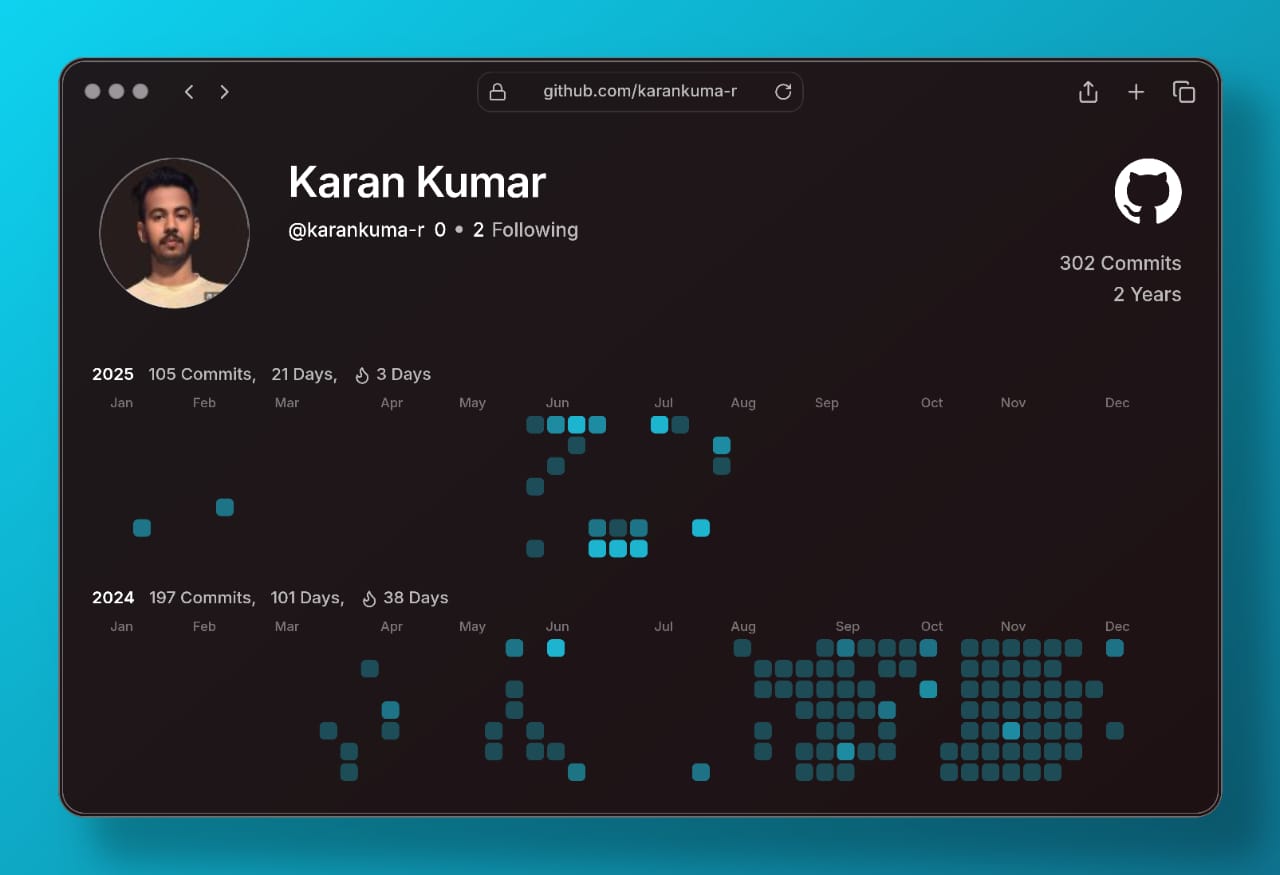 github.com/karankuma-r
Karan Kumar
@karankuma-r 0 • 2 Following
302 Commits
2 Years
2025 105 Commits, 21 Days, 3 Days
Jan Feb Mar Apr May Jun Jul Aug Sep Oct Nov Dec
2024 197 Commits, 101 Days, 38 Days
Jan Feb Mar Apr May Jun Jul Aug Sep Oct Nov Dec